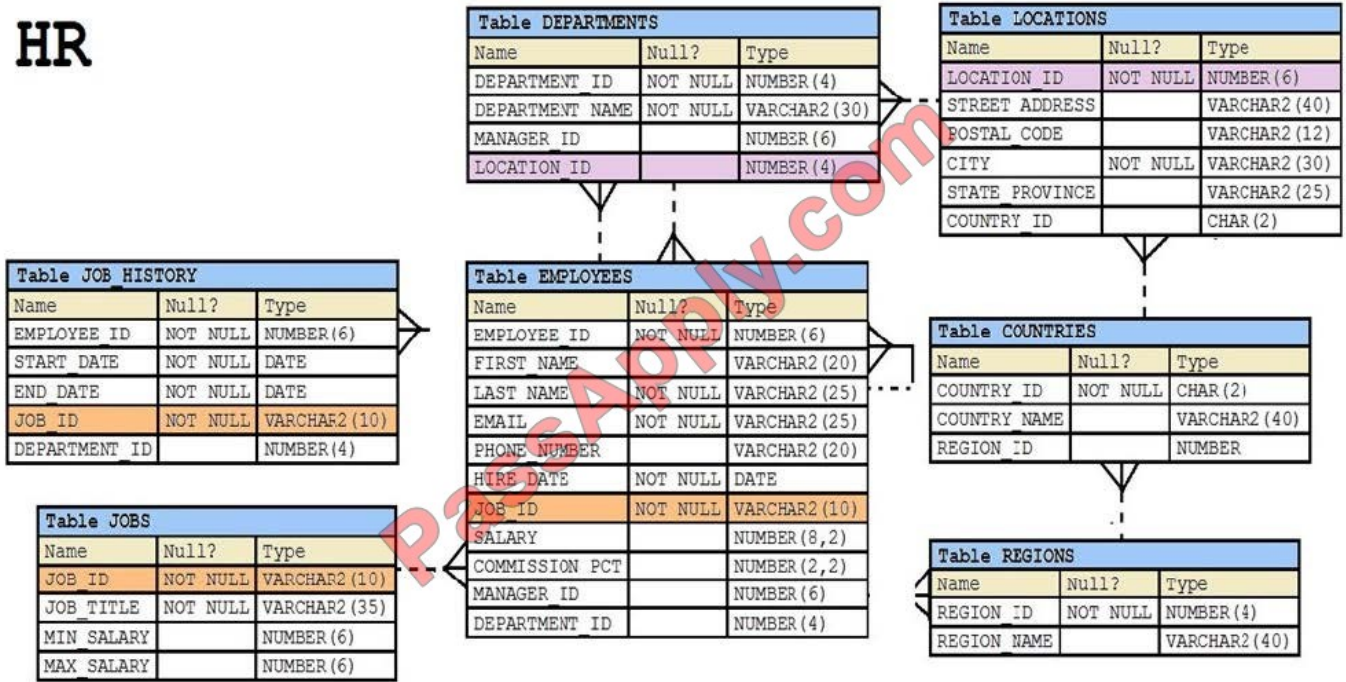 HR
Table DEPARTMENTS
Name Null? Type
DEPARTMENT_ID NOT NULL NUMBER(4)
DEPARTMENT_NAME NOT NULL VARCHAR2(30)
MANAGER_ID NUMBER(6)
LOCATION_ID NUMBER(4)
Table LOCATIONS
Name Null? Type
LOCATION_ID NOT NULL NUMBER(6)
STREET_ADDRESS VARCHAR2(40)
POSTAL_CODE VARCHAR2(12)
CITY NOT NULL VARCHAR2(30)
STATE_PROVINCE VARCHAR2(25)
COUNTRY_ID CHAR(2)
Table JOB_HISTORY
Name Null? Type
EMPLOYEE_ID NOT NULL NUMBER(6)
START_DATE NOT NULL DATE
END_DATE NOT NULL DATE
JOB_ID NOT NULL VARCHAR2(10)
DEPARTMENT_ID NUMBER(4)
Table EMPLOYEES
Name Null? Type
EMPLOYEE_ID NOT NULL NUMBER(6)
FIRST_NAME VARCHAR2(20)
LAST_NAME NOT NULL VARCHAR2(25)
EMAIL NOT NULL VARCHAR2(25)
PHONE_NUMBER VARCHAR2(20)
HIRE_DATE NOT NULL DATE
JOB_ID NOT NULL VARCHAR2(10)
SALARY NUMBER(8,2)
COMMISSION_PCT NUMBER(2,2)
MANAGER_ID NUMBER(6)
DEPARTMENT_ID NUMBER(4)
Table COUNTRIES
Name Null? Type
COUNTRY_ID NOT NULL CHAR(2)
COUNTRY_NAME VARCHAR2(40)
REGION_ID NUMBER
Table JOBS
Name Null? Type
JOB_ID NOT NULL VARCHAR2(10)
JOB_TITLE NOT NULL VARCHAR2(35)
MIN_SALARY NUMBER(6)
MAX_SALARY NUMBER(6)
Table REGIONS
Name Null? Type
REGION_ID NOT NULL NUMBER(4)
REGION_NAME VARCHAR2(40)
PassApply.com